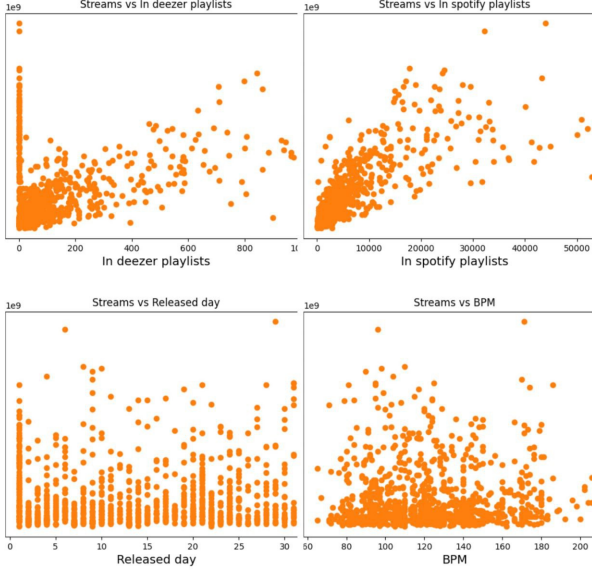 Streams vs In deezer playlists
1e9
0 200 400 600 800
In deezer playlists
Streams vs In spotify playlists
1e9
0 10000 20000 30000 40000 50000
In spotify playlists
Streams vs Released day
1e9
0 5 10 15 20 25 30
Released day
Streams vs BPM
1e9
60 80 100 120 140 160 180 200
BPM